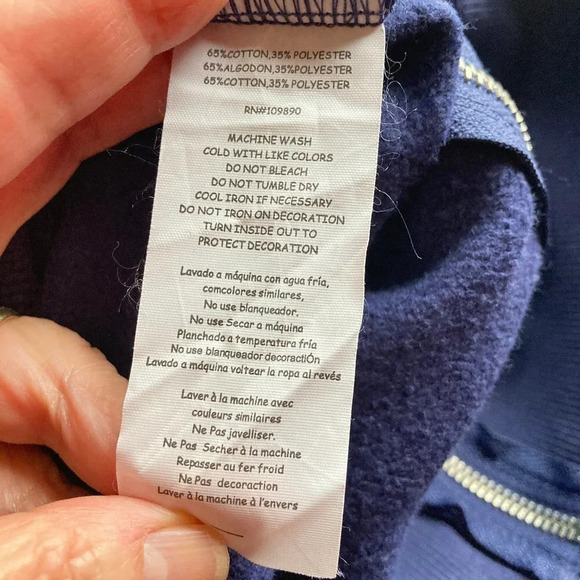 65%COTTON,35% POLYESTER
65%ALGODON,35%POLYESTER
65%COTTON,35% POLYESTER
RN#109890
MACHINE WASH
COLD WITH LIKE COLORS
DO NOT BLEACH
DO NOT TUMBLE DRY
COOL IRON IF NECESSARY
DO NOT IRON ON DECORATION
TURN INSIDE OUT TO
PROTECT DECORATION
Lavado a máquina con agua fría,
comcolores similares,
No use blanqueador.
No use Secar a máquina
Planchado a temperatura fría
No use blanqueador decoractiÓn
Lavado a máquina voltear la ropa al revés
Laver à la machine avec
couleurs similaires
Ne Pas javelliser.
Ne Pas Secher à la machine
Repasser au fer froid
Ne Pas decoration
Laver à la machine à l'envers